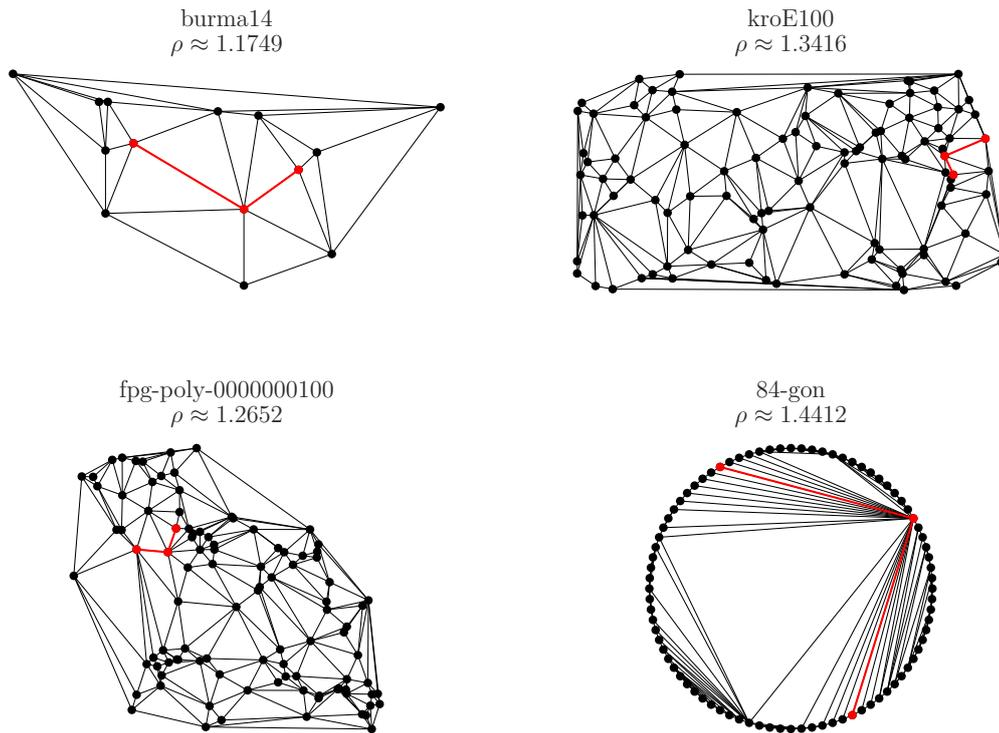 burma14
ρ ≈ 1.1749
kroE100
ρ ≈ 1.3416
fpg-poly-0000000100
ρ ≈ 1.2652
84-gon
ρ ≈ 1.4412